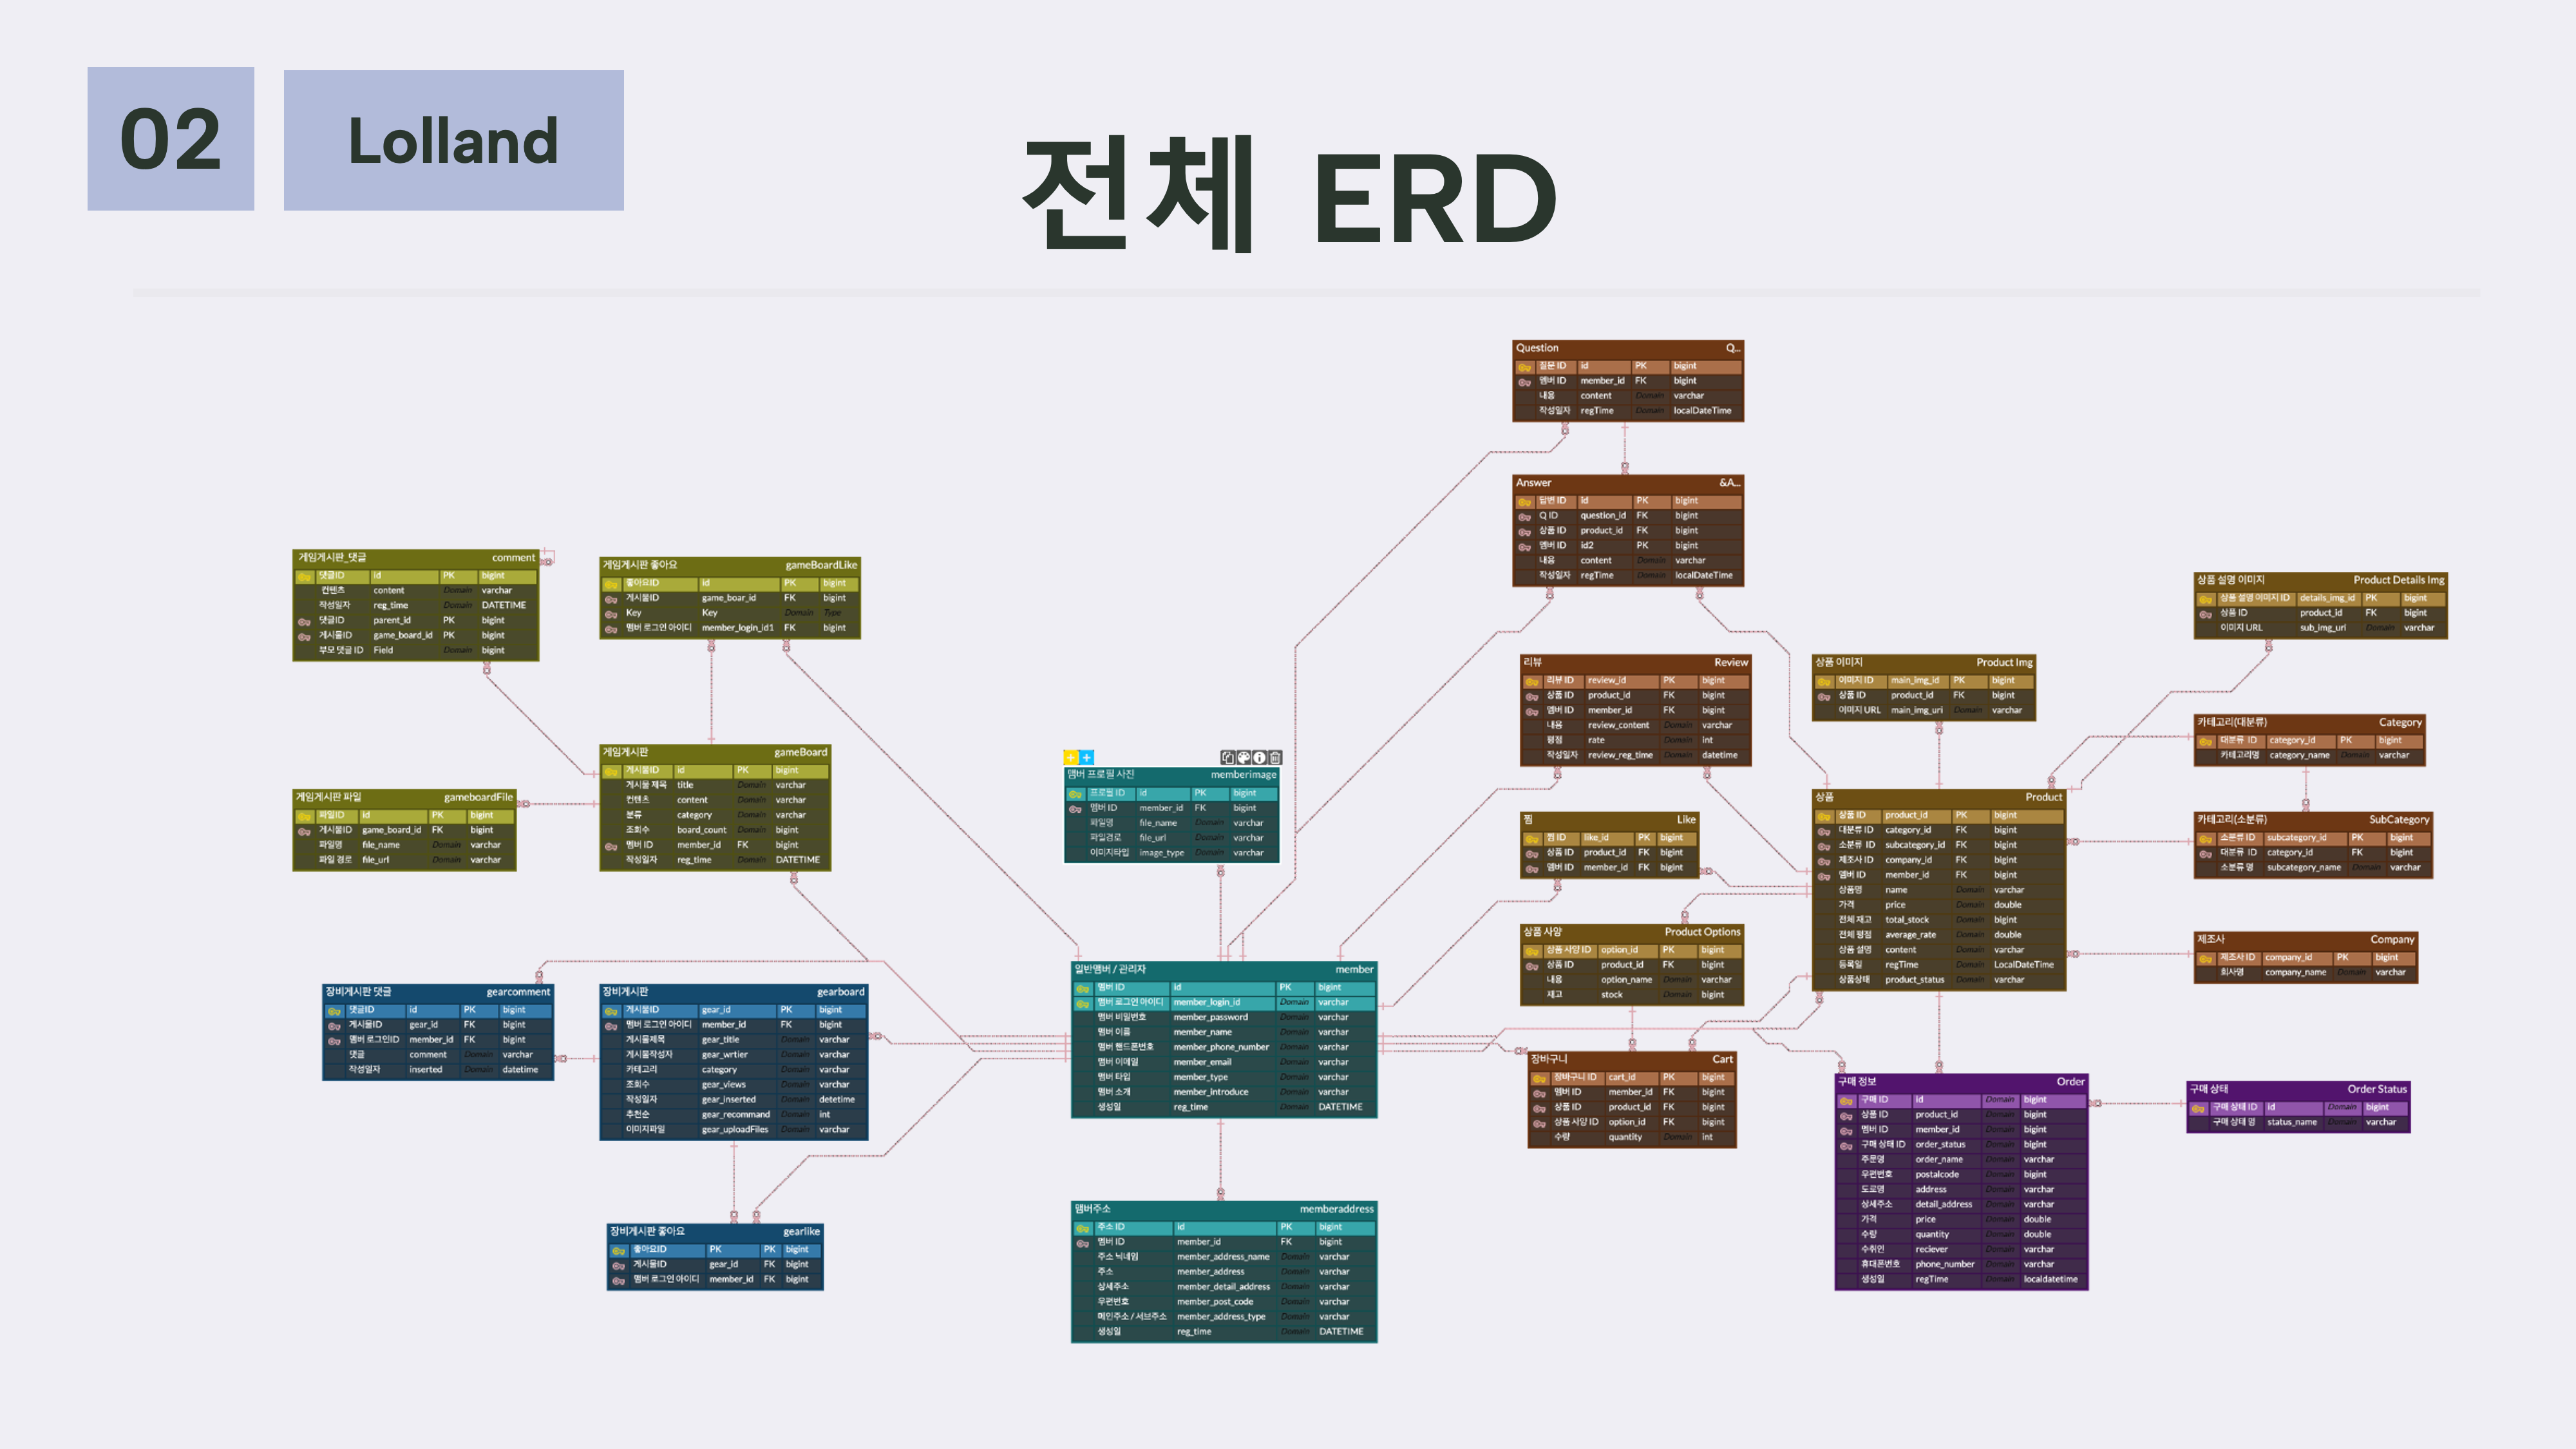 02
Lolland
전체 ERD
Question Q...
질문 ID id PK bigint
멤버 ID member_id FK bigint
내용 content Domain varchar
작성일자 regTime Domain localDateTime
Answer &A...
답변 ID id PK bigint
Q ID question_id FK bigint
상품 ID product_id FK bigint
멤버 ID id2 PK bigint
내용 content Domain varchar
작성일자 regTime Domain localDateTime
게임게시판_댓글 comment
댓글ID id PK bigint
컨텐츠 content Domain varchar
작성일자 reg_time Domain DATETIME
댓글ID parent_id PK bigint
게시물ID game_board_id PK bigint
부모 댓글 ID Field Domain bigint
게임게시판 좋아요 gameBoardLike
좋아요ID id PK bigint
게시물ID game_boar_id FK bigint
Key Key Domain Type
멤버 로그인 아이디 member_login_id1 FK bigint
게임게시판 gameBoard
게시물ID id PK bigint
게시물 제목 title Domain varchar
컨텐츠 content Domain varchar
분류 category Domain varchar
조회수 board_count Domain bigint
멤버 ID member_id FK bigint
작성일자 reg_time Domain DATETIME
게임게시판 파일 gameboardFile
파일ID id PK bigint
게시물ID game_board_id FK bigint
파일명 file_name Domain varchar
파일 경로 file_url Domain varchar
맴버 프로필 사진 memberimage
프로필 ID id PK bigint
멤버 ID member_id FK bigint
파일명 file_name Domain varchar
파일경로 file_url Domain varchar
이미지타입 image_type Domain varchar
리뷰 Review
리뷰 ID review_id PK bigint
상품 ID product_id FK bigint
멤버 ID member_id FK bigint
내용 review_content Domain varchar
평점 rate Domain int
작성일자 review_reg_time Domain datetime
상품 이미지 Product Img
이미지 ID main_img_id PK bigint
상품 ID product_id FK bigint
이미지 URL main_img_uri Domain varchar
상품 설명 이미지 Product Details Img
상품 설명 이미지 ID details_img_id PK bigint
상품 ID product_id FK bigint
이미지 URL sub_img_url Domain varchar
카테고리(대분류) Category
대분류 ID category_id PK bigint
카테고리명 category_name Domain varchar
카테고리(소분류) SubCategory
소분류 ID subcategory_id PK bigint
대분류 ID category_id FK bigint
소분류 명 subcategory_name Domain varchar
찜 Like
찜 ID like_id PK bigint
상품 ID product_id FK bigint
멤버 ID member_id FK bigint
상품 Product
상품 ID product_id PK bigint
대분류 ID category_id FK bigint
소분류 ID subcategory_id FK bigint
제조사 ID company_id FK bigint
멤버 ID member_id FK bigint
상품명 name Domain varchar
가격 price Domain double
전체 재고 total_stock Domain bigint
전체 평점 average_rate Domain double
상품 설명 content Domain varchar
등록일 regTime Domain LocalDateTime
상품상태 product_status Domain varchar
상품 사양 Product Options
상품 사양 ID option_id PK bigint
상품 ID product_id FK bigint
내용 option_name Domain varchar
재고 stock Domain bigint
제조사 Company
제조사 ID company_id PK bigint
회사명 company_name Domain varchar
장비게시판 댓글 gearcomment
댓글ID id PK bigint
게시물ID gear_id FK bigint
멤버 로그인ID member_id FK bigint
댓글 comment Domain varchar
작성일자 inserted Domain datetime
장비게시판 gearboard
게시물ID gear_id PK bigint
멤버 로그인 아이디 member_id FK bigint
게시물제목 gear_title Domain varchar
게시물작성자 gear_wrtier Domain varchar
카테고리 category Domain varchar
조회수 gear_views Domain varchar
작성일자 gear_inserted Domain detetime
추천순 gear_recommand Domain int
이미지파일 gear_uploadFiles Domain varchar
일반맴버 / 관리자 member
멤버 ID id PK bigint
맴버 로그인 아이디 member_login_id Domain varchar
맴버 비밀번호 member_password Domain varchar
맴버 이름 member_name Domain varchar
맴버 핸드폰번호 member_phone_number Domain varchar
맴버 이메일 member_email Domain varchar
맴버 타입 member_type Domain varchar
맴버 소개 member_introduce Domain varchar
생성일 reg_time Domain DATETIME
장바구니 Cart
장바구니 ID cart_id PK bigint
멤버 ID member_id FK bigint
상품 ID product_id FK bigint
상품 사양 ID option_id FK bigint
수량 quantity Domain int
구매 정보 Order
구매 ID id Domain bigint
상품 ID product_id Domain bigint
멤버 ID member_id Domain bigint
구매 상태 ID order_status Domain bigint
주문명 order_name Domain varchar
우편번호 postalcode Domain bigint
도로명 address Domain varchar
상세주소 detail_address Domain varchar
가격 price Domain double
수량 quantity Domain double
수취인 reciever Domain varchar
휴대폰번호 phone_number Domain varchar
생성일 regTime Domain localdatetime
구매 상태 Order Status
구매 상태 ID id Domain bigint
구매 상태 명 status_name Domain varchar
장비게시판 좋아요 gearlike
좋아요ID PK PK bigint
게시물ID gear_id FK bigint
멤버 로그인 아이디 member_id FK bigint
맴버주소 memberaddress
주소 ID id PK bigint
멤버 ID member_id FK bigint
주소 닉네임 member_address_name Domain varchar
주소 member_address Domain varchar
상세주소 member_detail_address Domain varchar
우편번호 member_post_code Domain varchar
메인주소 / 서브주소 member_address_type Domain varchar
생성일 reg_time Domain DATETIME